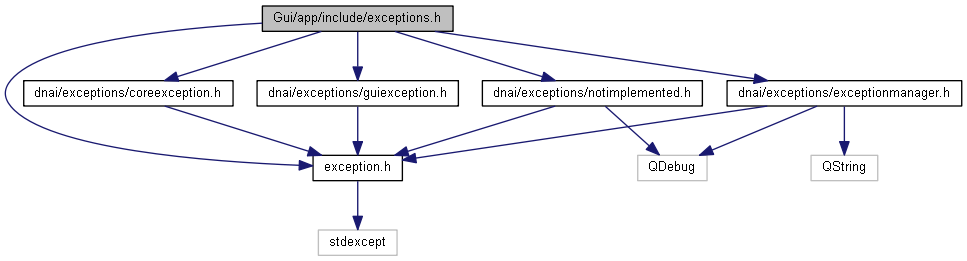 Gui/app/include/exceptions.h
dnai/exceptions/coreexception.h
dnai/exceptions/guiexception.h
dnai/exceptions/notimplemented.h
dnai/exceptions/exceptionmanager.h
exception.h
QDebug
QString
stdexcept